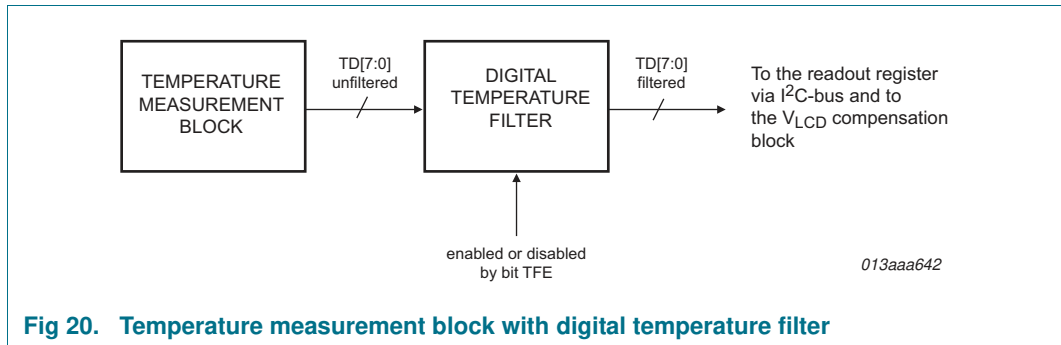 TEMPERATURE
MEASUREMENT
BLOCK
TD[7:0]
unfiltered
DIGITAL
TEMPERATURE
FILTER
TD[7:0]
filtered
To the readout register
via I²C-bus and to
the VLCD compensation
block
enabled or disabled
by bit TFE
013aaa642
Fig 20. Temperature measurement block with digital temperature filter